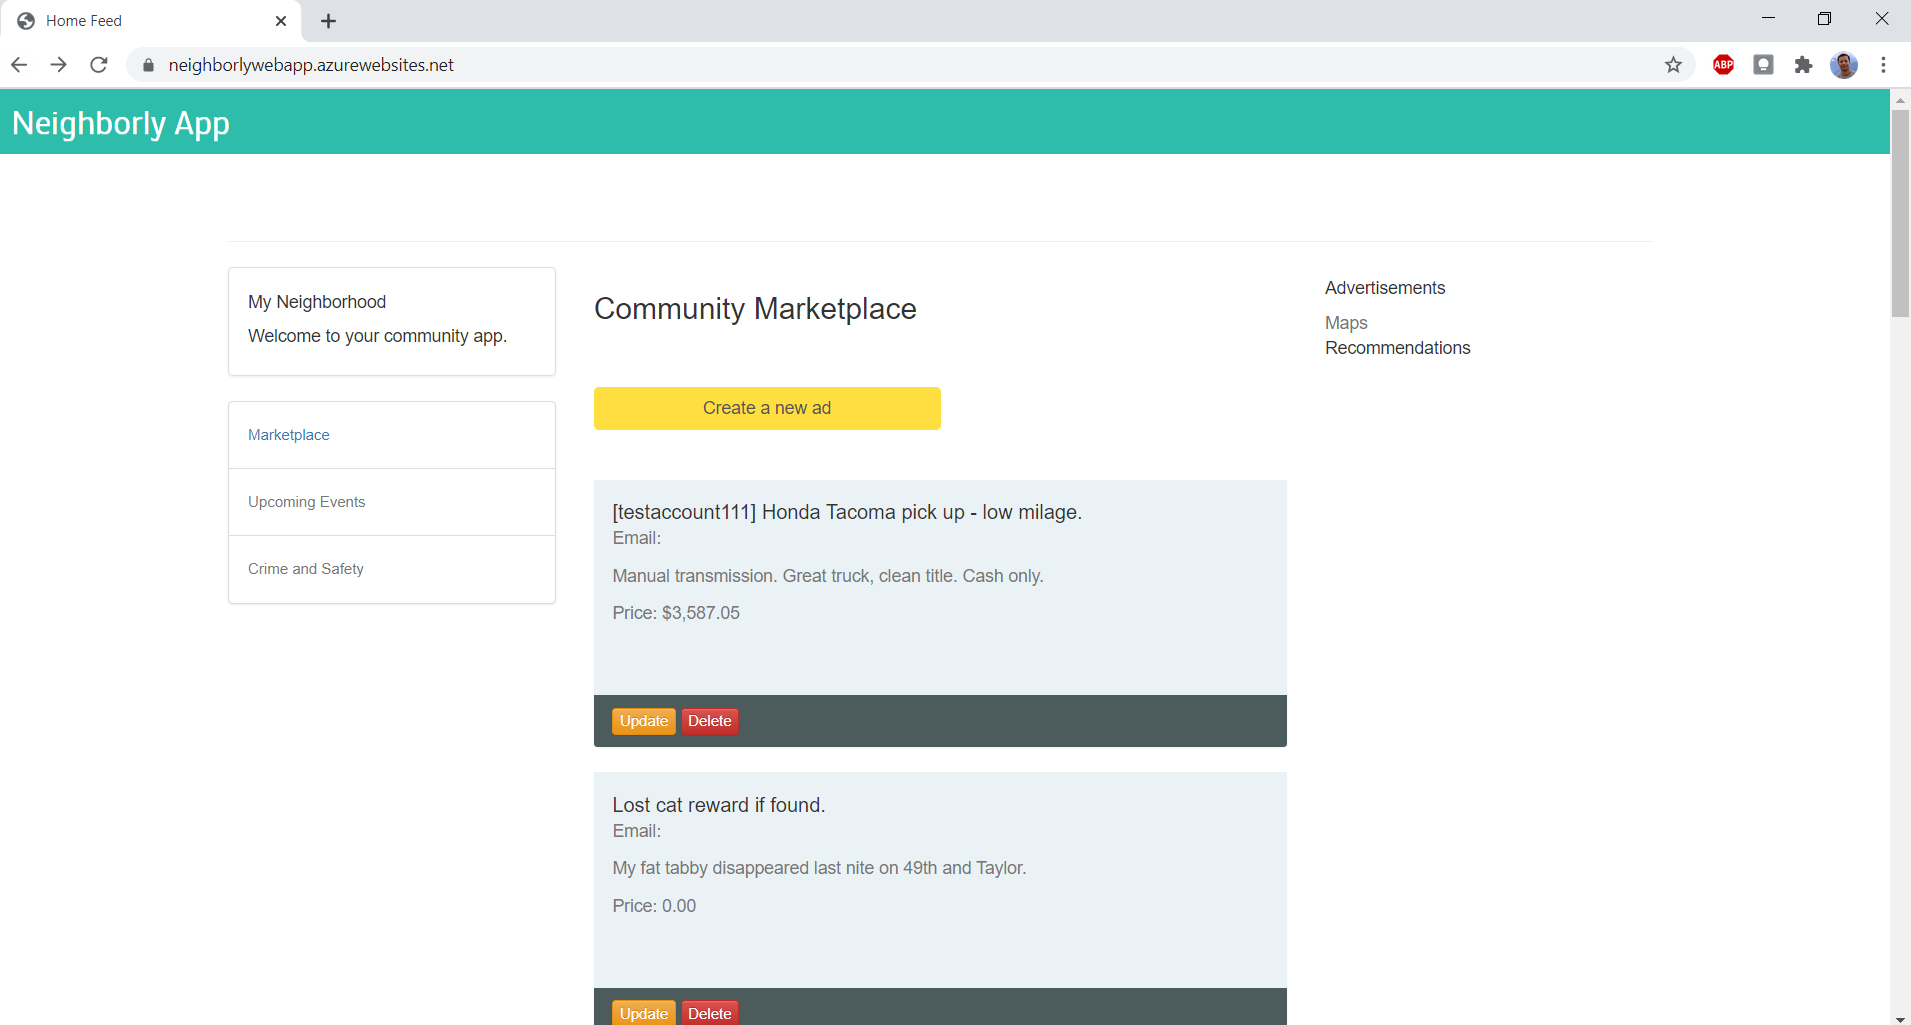 Home Feed
neighborlywebapp.azurewebsites.net
ABP
Neighborly App
My Neighborhood
Welcome to your community app.
Marketplace
Upcoming Events
Crime and Safety
Community Marketplace
Create a new ad
[testaccount111] Honda Tacoma pick up - low milage.
Email:
Manual transmission. Great truck, clean title. Cash only.
Price: $3,587.05
Update Delete
Lost cat reward if found.
Email:
My fat tabby disappeared last nite on 49th and Taylor.
Price: 0.00
Update Delete
Advertisements
Maps
Recommendations